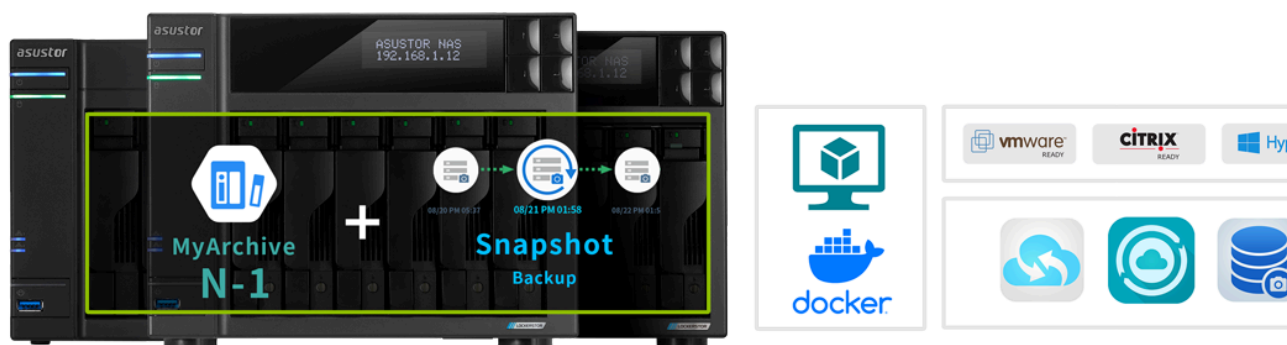 asustor
asustor
ASUSTOR NAS
192.168.1.12
MyArchive
N-1
+
08/21 PM 01:58
Snapshot
Backup
docker
vmware
READY
CITRIX
READY
Hyp